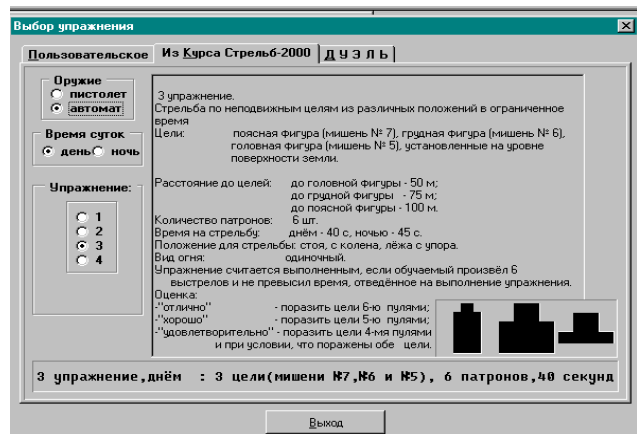 Выбор упражнения
Пользовательское Из Курса Стрельб-2000 Д У Э Л Ь
Оружие
пистолет
автомат
Время суток
день ночь
Упражнение:
1
2
3
4
3 упражнение.
Стрельба по неподвижным целям из различных положений в ограниченное
время
Цели: поясная фигура (мишень № 7), грудная фигура (мишень № 6),
головная фигура (мишень № 5), установленные на уровне
поверхности земли.
Расстояние до целей: до головной фигуры - 50 м;
до грудной фигуры - 75 м;
до поясной фигуры - 100 м.
Количество патронов: 6 шт.
Время на стрельбу: днём - 40 с, ночью - 45 с.
Положение для стрельбы: стоя, с колена, лёжа с упора.
Вид огня: одиночный.
Упражнение считается выполненным, если обучаемый произвёл 6
выстрелов и не превысил время, отведённое на выполнение упражнения.
Оценка:
-"отлично" - поразить цели 6-ю пулями;
-"хорошо" - поразить цели 5-ю пулями;
-"удовлетворительно" - поразить цели 4-мя пулями
и при условии, что поражены обе цели.
3 упражнение,днём : 3 цели(мишени №7,№6 и №5), 6 патронов,40 секунд
Выход